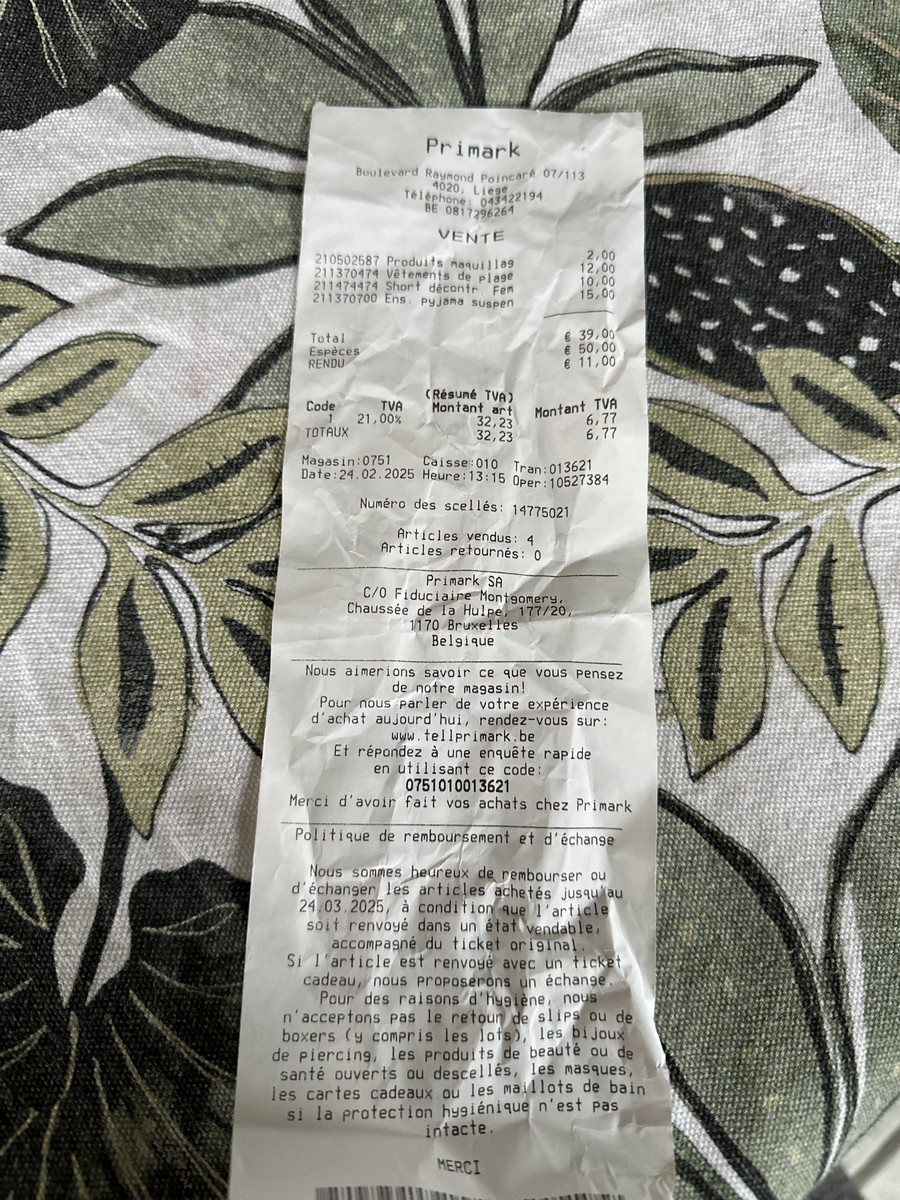 Primark
Boulevard Raymond Poincaré 07/113
4020, Liege
Téléphone: 043422194
BE 0817296264
VENTE
210502587 Produits maquillag 2,00
211370474 Vêtements de plage 12,00
211474474 Short décontr. Fem 10,00
211370700 Ens. pyjama suspen 15,00
Total € 39,00
Espèces € 50,00
RENDU € 11,00
(Résumé TVA)
Code TVA Montant art Montant TVA
1 21,00% 32,23 6,77
TOTAUX 32,23 6,77
Magasin:0751 Caisse:010 Tran:013621
Date:24.02.2025 Heure:13:15 Oper:10527384
Numéro des scellés: 14775021
Articles vendus: 4
Articles retournés: 0
Primark SA
C/O Fiduciaire Montgomery,
Chaussée de la Hulpe, 177/20,
1170 Bruxelles
Belgique
Nous aimerions savoir ce que vous pensez
de notre magasin!
Pour nous parler de votre expérience
d'achat aujourd'hui, rendez-vous sur:
www.tellprimark.be
Et répondez à une enquête rapide
en utilisant ce code:
0751010013621
Merci d'avoir fait vos achats chez Primark
Politique de remboursement et d'échange
Nous sommes heureux de rembourser ou
d'échanger les articles achetés jusqu'au
24.03.2025, à condition que l'article
soit renvoyé dans un état vendable,
accompagné du ticket original.
Si l'article est renvoyé avec un ticket
cadeau, nous proposerons un échange.
Pour des raisons d'hygiène, nous
n'acceptons pas le retour de slips ou de
boxers (y compris les lots), les bijoux
de piercing, les produits de beauté ou de
santé ouverts ou descellés, les masques,
les cartes cadeaux ou les maillots de bain
si la protection hygiénique n'est pas
intacte.
MERCI